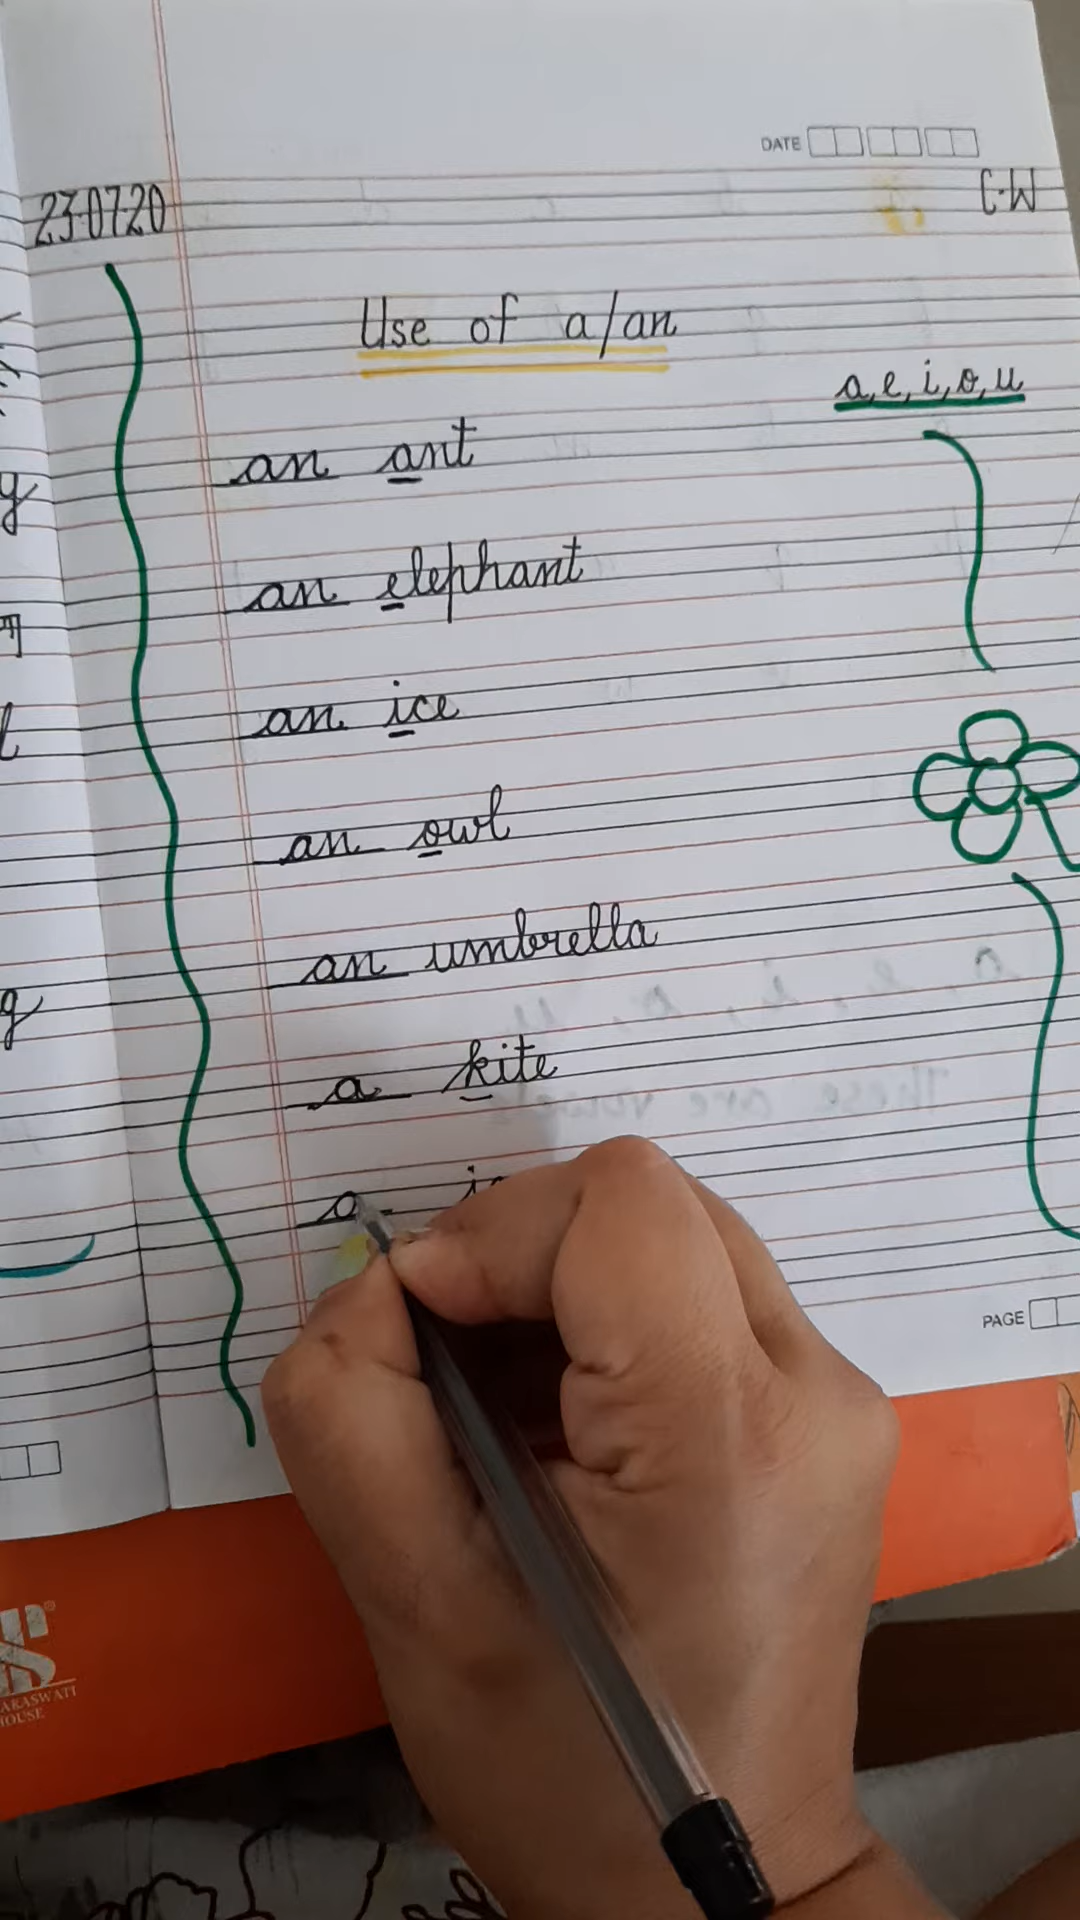 DATE
23.07.20
C.W
Use of a/an
a, e, i, o, u
an ant
an elephant
an ice
an owl
an umbrella
a kite
a
PAGE
HOUSE